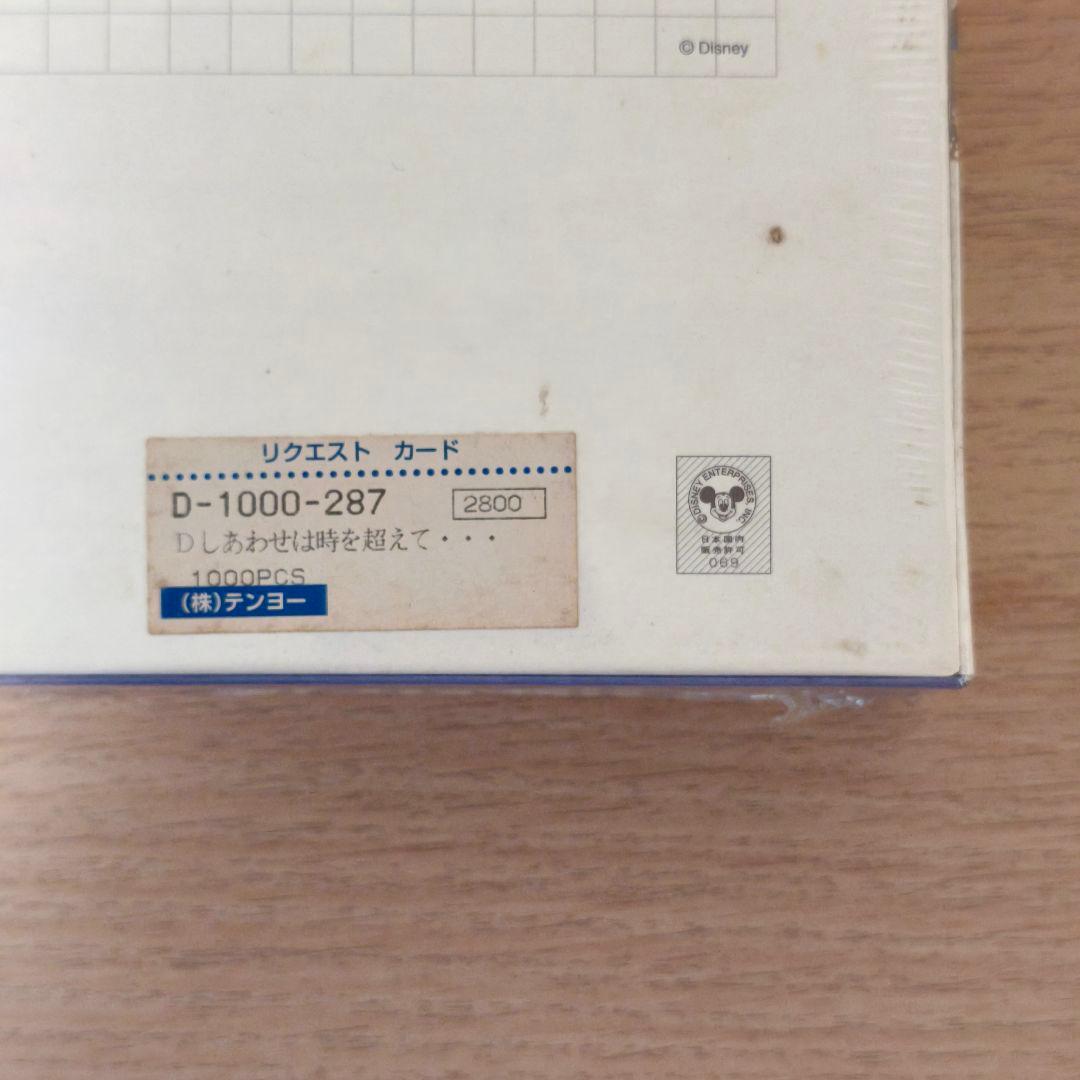 © Disney
リクエスト カード
D-1000-287
2800
Dしあわせは時を超えて・・・
1000PCS
(株)テンヨー
©DISNEY ENTERPRISES, INC.
日本国内
販売許可
069